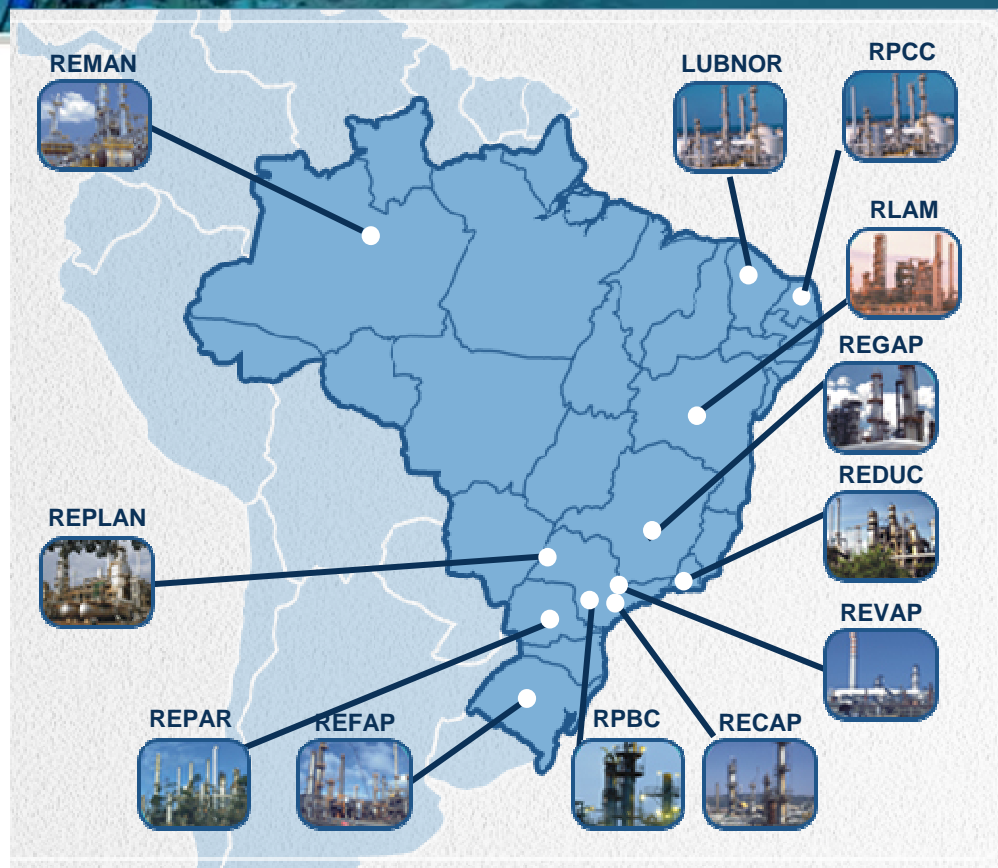 REMAN
LUBNOR
RPCC
RLAM
REGAP
REDUC
REPLAN
REVAP
REPAR
REFAP
RPBC
RECAP